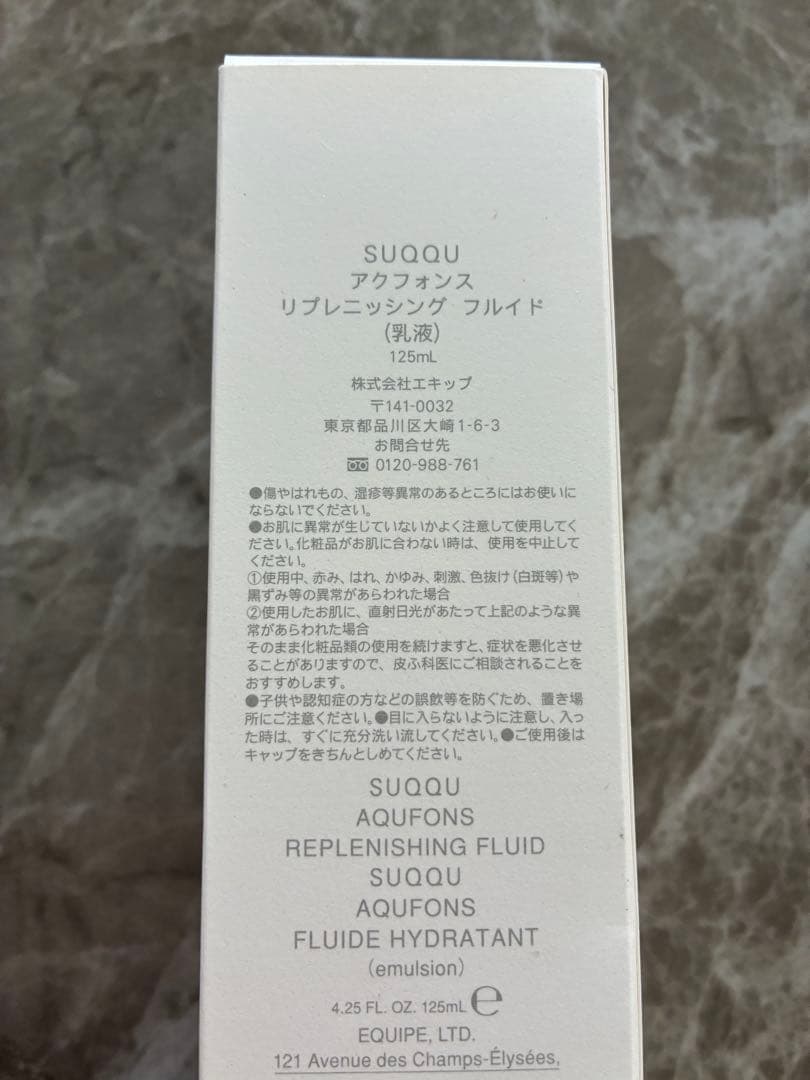 SUQQU
アクフォンス
リプレニッシング フルイド
(乳液)
125mL
株式会社エキップ
〒141-0032
東京都品川区大崎1-6-3
お問合せ先
0120-988-761
●傷やはれもの、湿疹等異常のあるところにはお使いに
ならないでください。
●お肌に異常が生じていないかよく注意して使用してく
ださい。化粧品がお肌に合わない時は、使用を中止して
ください。
①使用中、赤み、はれ、かゆみ、刺激、色抜け(白斑等)や
黒ずみ等の異常があらわれた場合
②使用したお肌に、直射日光があたって上記のような異
常があらわれた場合
そのまま化粧品類の使用を続けますと、症状を悪化させ
ることがありますので、皮ふ科医にご相談されることを
おすすめします。
●子供や認知症の方などの誤飲等を防ぐため、置き場
所にご注意ください。●目に入らないように注意し、入っ
た時は、すぐに充分洗い流してください。●ご使用後は
キャップをきちんとしめてください。
SUQQU
AQUFONS
REPLENISHING FLUID
SUQQU
AQUFONS
FLUIDE HYDRATANT
(emulsion)
4.25 FL. OZ. 125mL ℮
EQUIPE, LTD.
121 Avenue des Champs-Élysées,